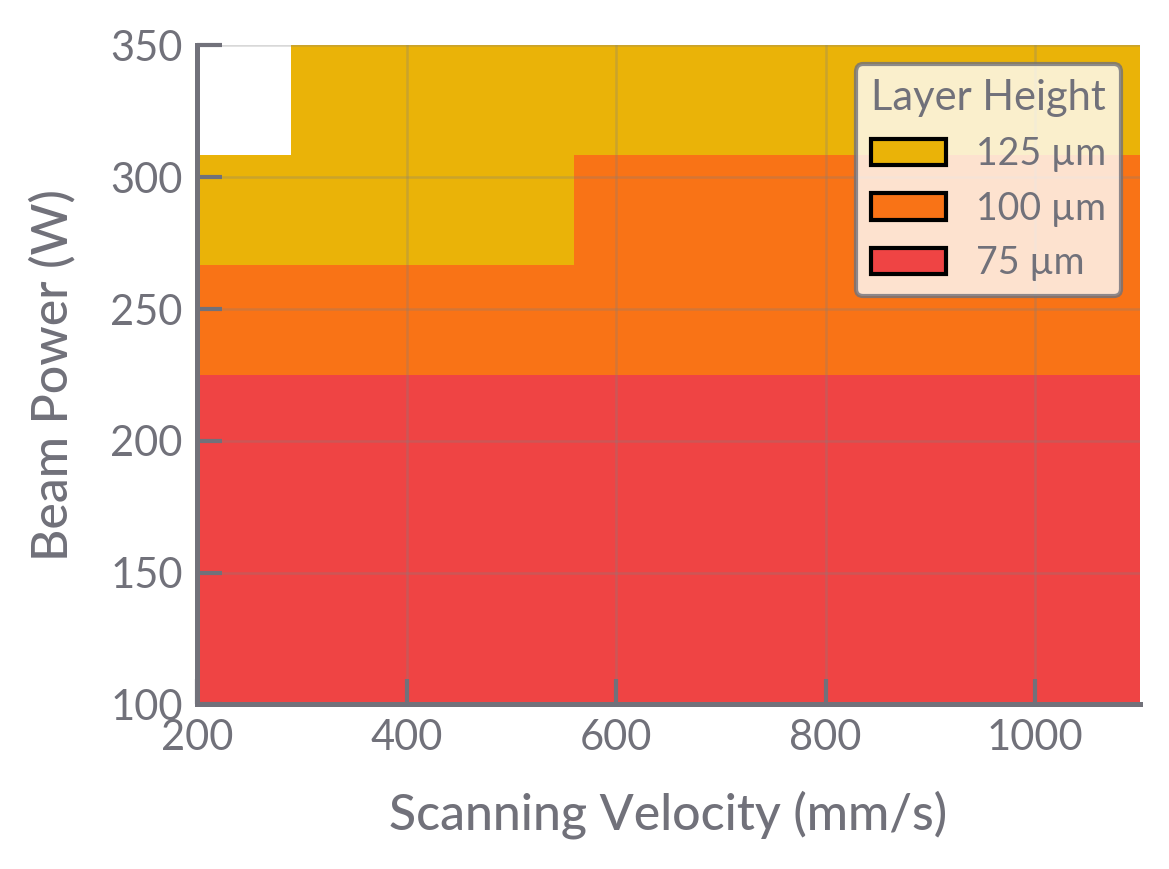 350
300
250
200
150
100
200 400 600 800 1000
Beam Power (W)
Scanning Velocity (mm/s)
Layer Height
125 μm
100 μm
75 μm